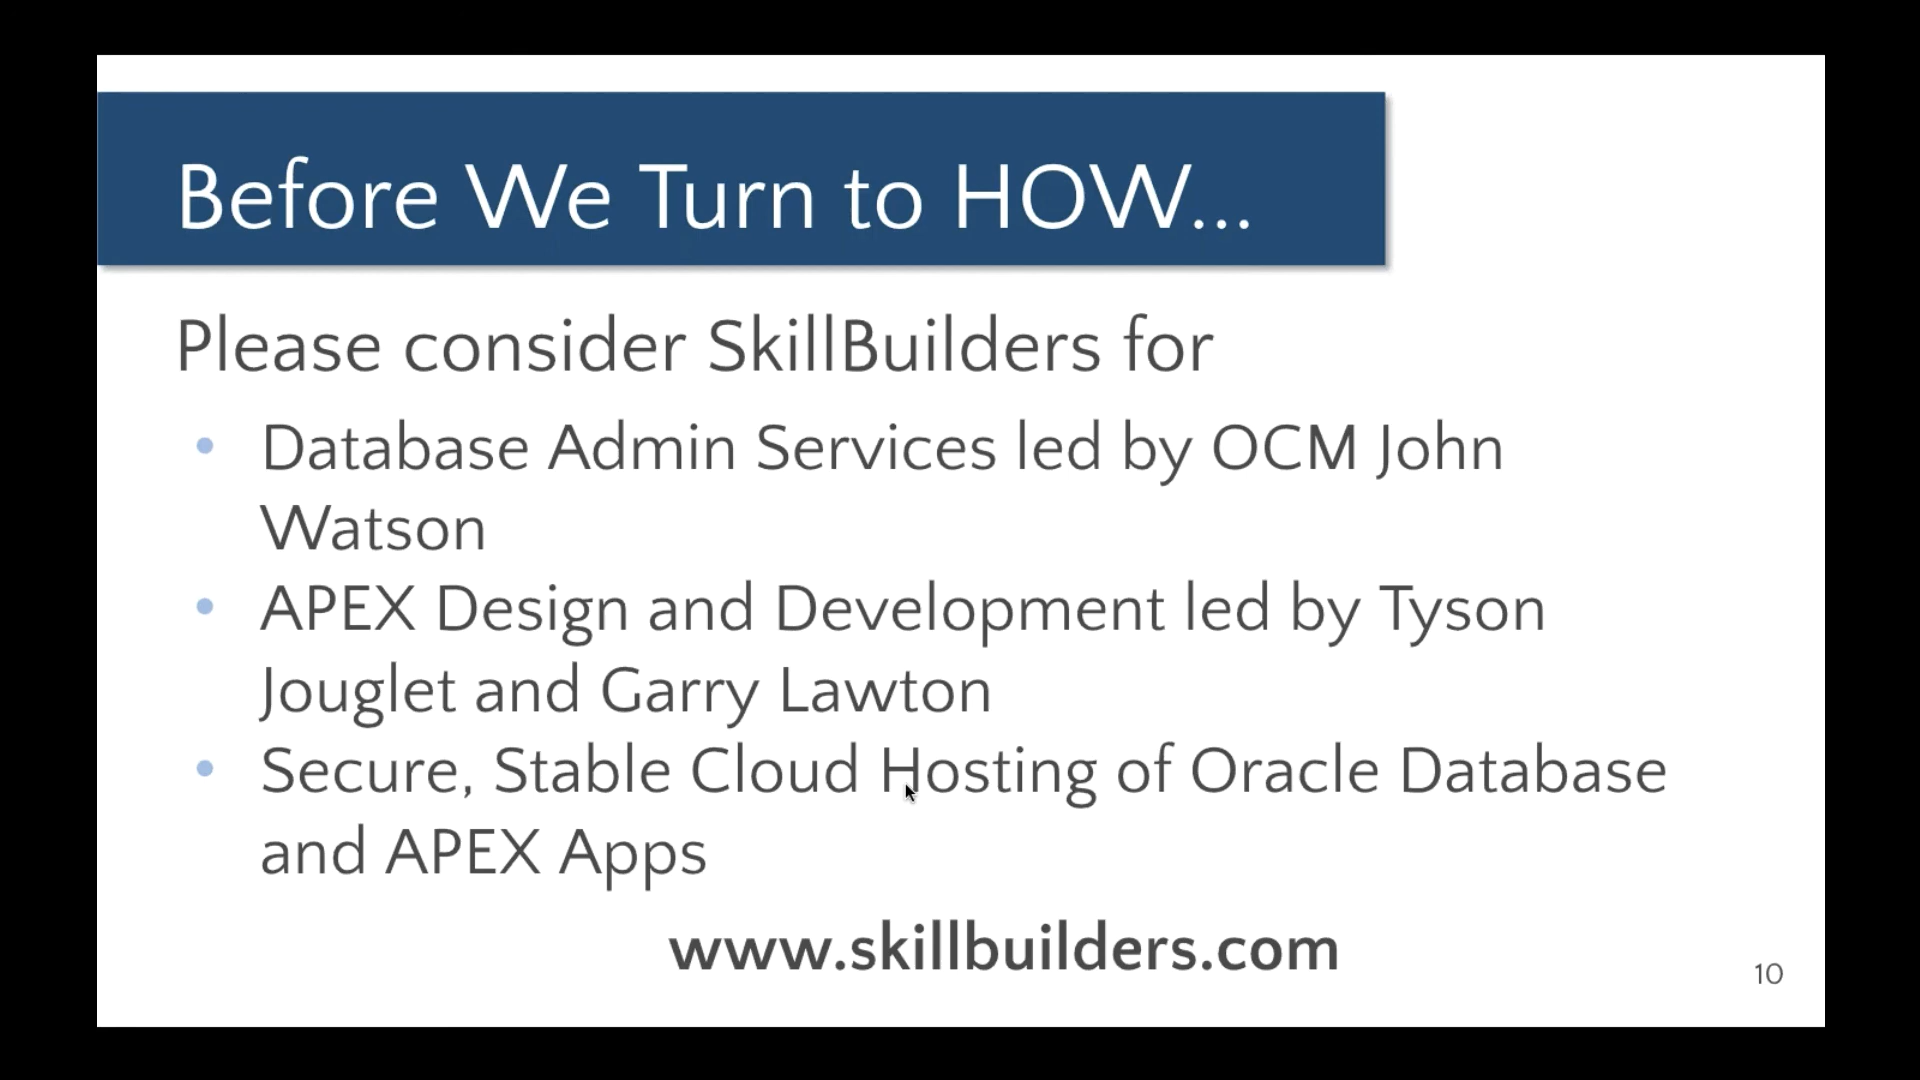 Before We Turn to HOW...
Please consider SkillBuilders for
• Database Admin Services led by OCM John
Watson
• APEX Design and Development led by Tyson
Jouglet and Garry Lawton
• Secure, Stable Cloud Hosting of Oracle Database
and APEX Apps
www.skillbuilders.com
10